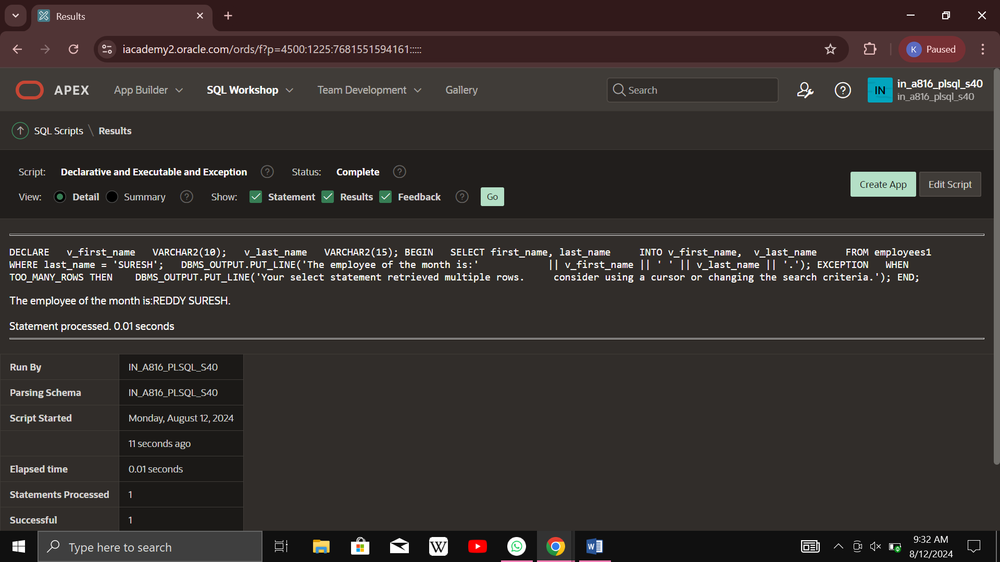 Results
iacademy2.oracle.com/ords/f?p=4500:1225:7681551594161:::::
K Paused
APEX App Builder SQL Workshop Team Development Gallery Search ? IN in_a816_plsql_s40
in_a816_plsql_s40
SQL Scripts \ Results
Script: Declarative and Executable and Exception ? Status: Complete ?
View: Detail Summary ? Show: Statement Results Feedback ? Go
Create App Edit Script
DECLARE v_first_name VARCHAR2(10); v_last_name VARCHAR2(15); BEGIN SELECT first_name, last_name INTO v_first_name, v_last_name FROM employees1
WHERE last_name = 'SURESH'; DBMS_OUTPUT.PUT_LINE('The employee of the month is:' || v_first_name || ' ' || v_last_name || '.'); EXCEPTION WHEN
TOO_MANY_ROWS THEN DBMS_OUTPUT.PUT_LINE('Your select statement retrieved multiple rows. consider using a cursor or changing the search criteria.'); END;
The employee of the month is:REDDY SURESH.
Statement processed. 0.01 seconds
Run By IN_A816_PLSQL_S40
Parsing Schema IN_A816_PLSQL_S40
Script Started Monday, August 12, 2024
11 seconds ago
Elapsed time 0.01 seconds
Statements Processed 1
Successful 1
Type here to search
W
W
9:32 AM
8/12/2024